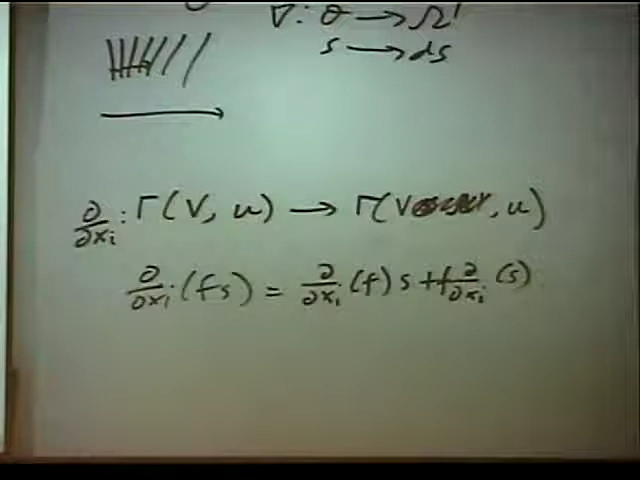 ∇: O → Ω¹
s → ds
∂/∂xᵢ : Γ(V, u) → Γ(V, u)
∂/∂xᵢ (fs) = ∂/∂xᵢ (f) s + f ∂/∂xᵢ (s)